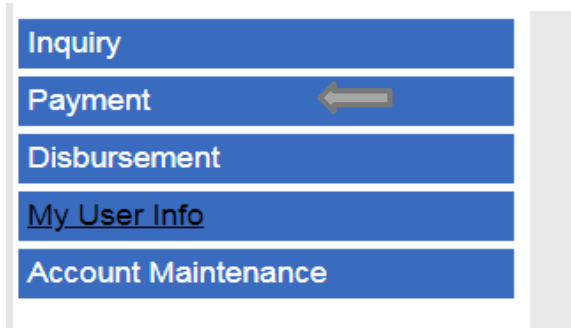 Inquiry
Payment
Disbursement
My User Info
Account Maintenance